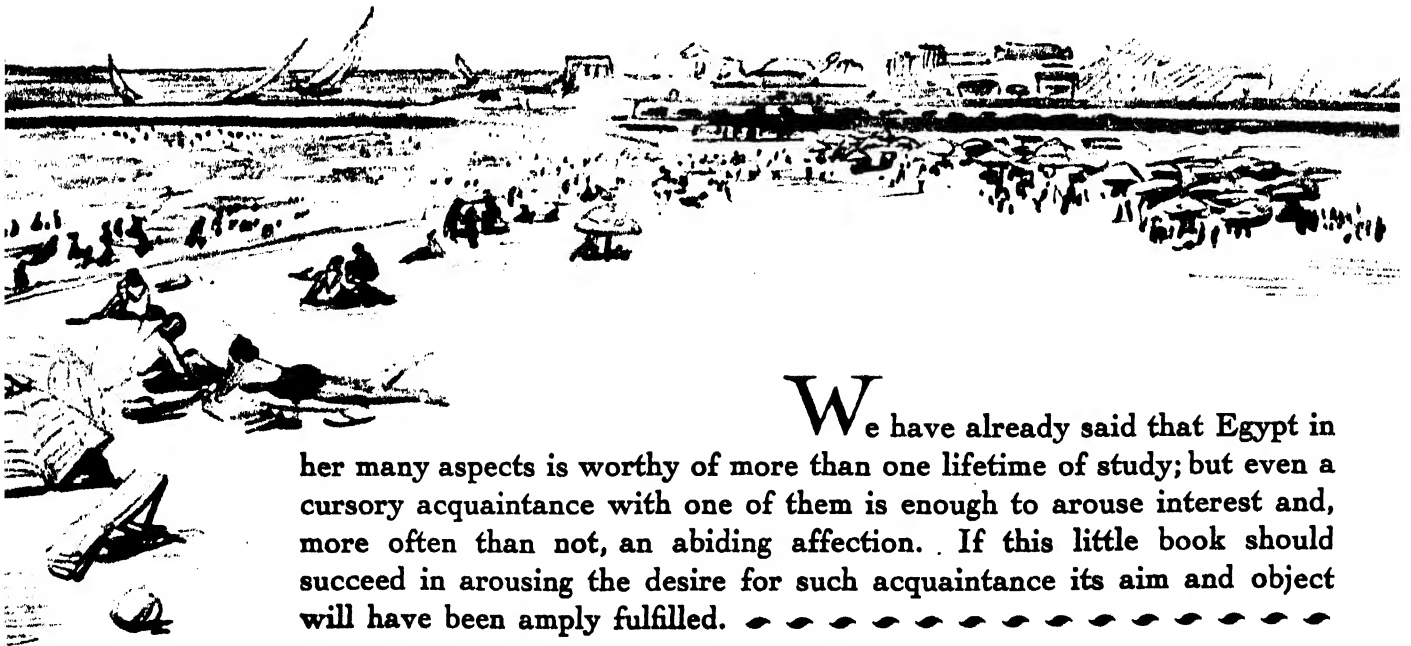 We have already said that Egypt in
her many aspects is worthy of more than one lifetime of study; but even a
cursory acquaintance with one of them is enough to arouse interest and,
more often than not, an abiding affection. . If this little book should
succeed in arousing the desire for such acquaintance its aim and object
will have been amply fulfilled.